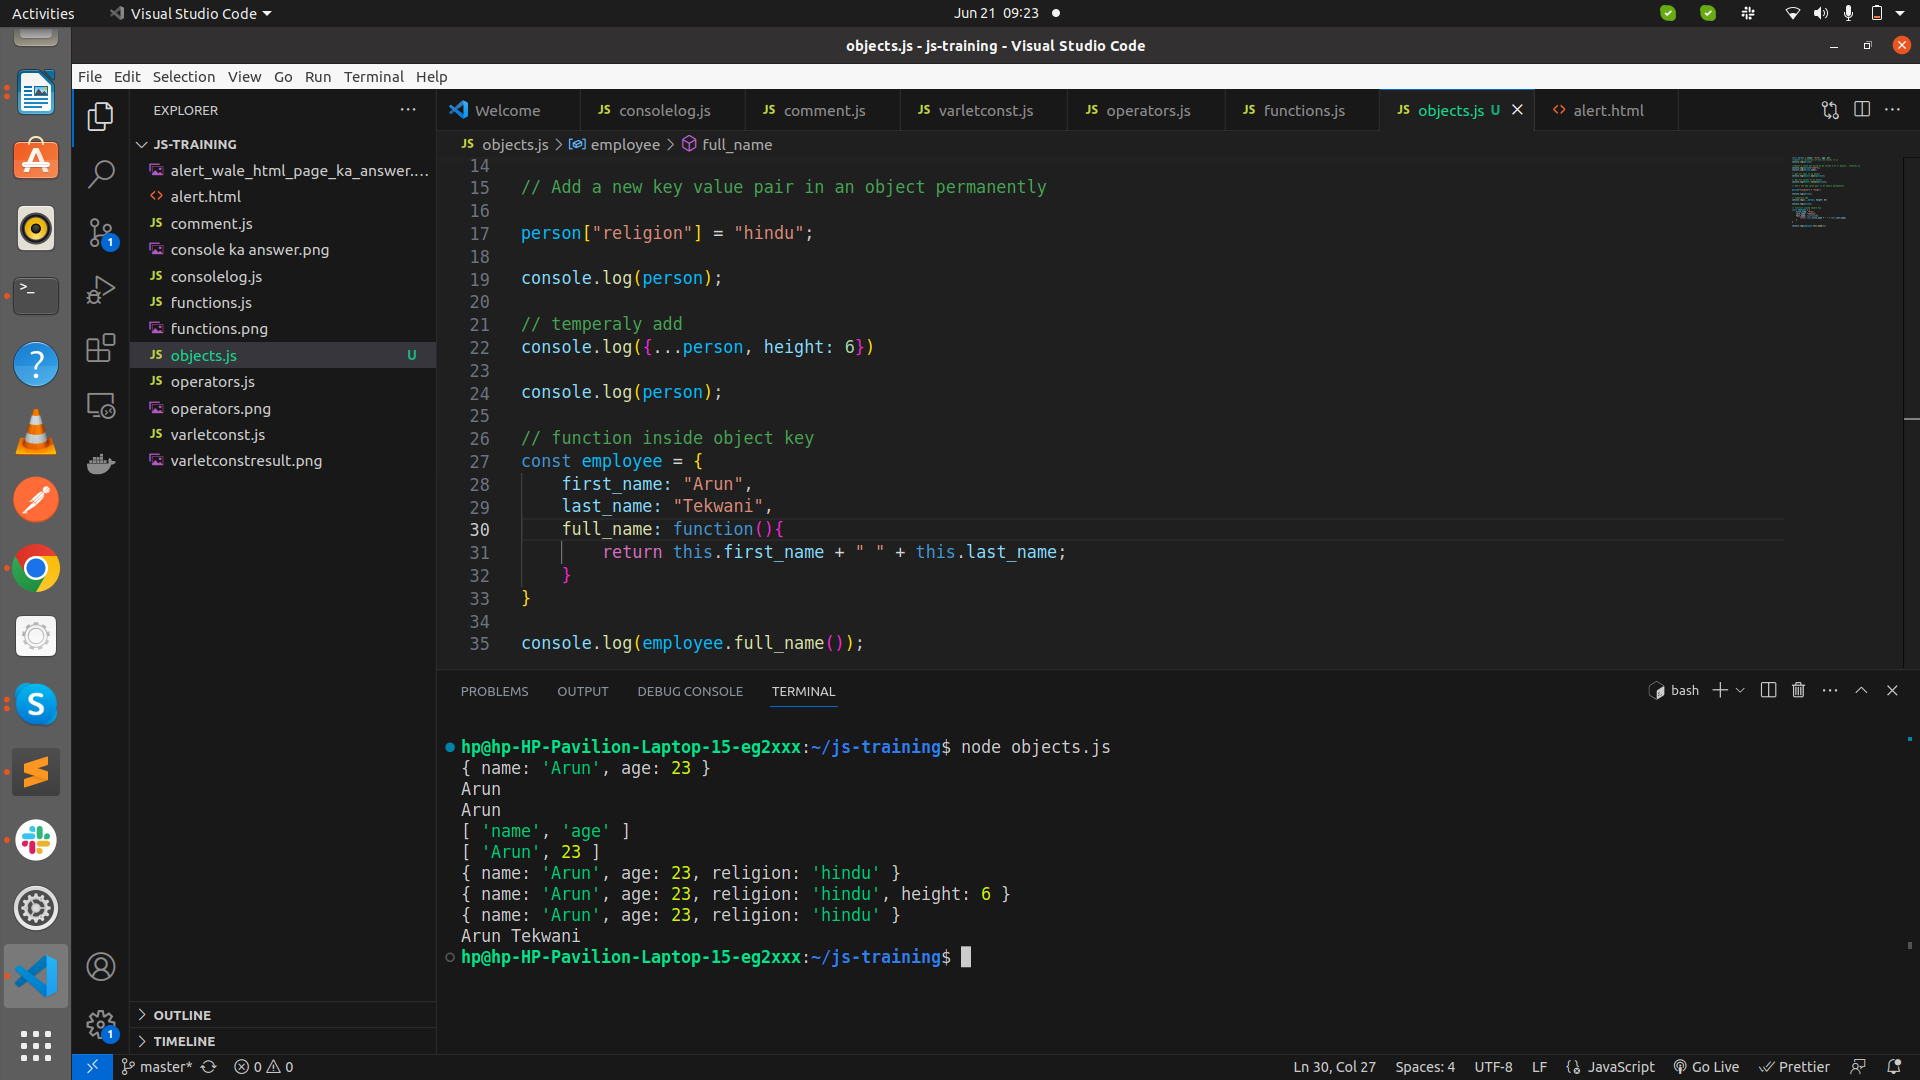 Activities Visual Studio Code Jun 21 09:23
objects.js - js-training - Visual Studio Code
File Edit Selection View Go Run Terminal Help
EXPLORER
JS-TRAINING
alert_wale_html_page_ka_answer....
<> alert.html
JS comment.js
console ka answer.png
JS consolelog.js
JS functions.js
functions.png
JS objects.js U
JS operators.js
operators.png
JS varletconst.js
varletconstresult.png
OUTLINE
TIMELINE
1
1
Welcome JS consolelog.js JS comment.js JS varletconst.js JS operators.js JS functions.js JS objects.js U <> alert.html
JS objects.js > employee > full_name
14
15 // Add a new key value pair in an object permanently
16
17 person["religion"] = "hindu";
18
19 console.log(person);
20
21 // temperaly add
22 console.log({...person, height: 6})
23
24 console.log(person);
25
26 // function inside object key
27 const employee = {
28 first_name: "Arun",
29 last_name: "Tekwani",
30 full_name: function(){
31 return this.first_name + " " + this.last_name;
32 }
33 }
34
35 console.log(employee.full_name());
PROBLEMS OUTPUT DEBUG CONSOLE TERMINAL bash
hp@hp-HP-Pavilion-Laptop-15-eg2xxx:~/js-training$ node objects.js
{ name: 'Arun', age: 23 }
Arun
Arun
[ 'name', 'age' ]
[ 'Arun', 23 ]
{ name: 'Arun', age: 23, religion: 'hindu' }
{ name: 'Arun', age: 23, religion: 'hindu', height: 6 }
{ name: 'Arun', age: 23, religion: 'hindu' }
Arun Tekwani
hp@hp-HP-Pavilion-Laptop-15-eg2xxx:~/js-training$
master* 0 0 Ln 30, Col 27 Spaces: 4 UTF-8 LF JavaScript Go Live Prettier